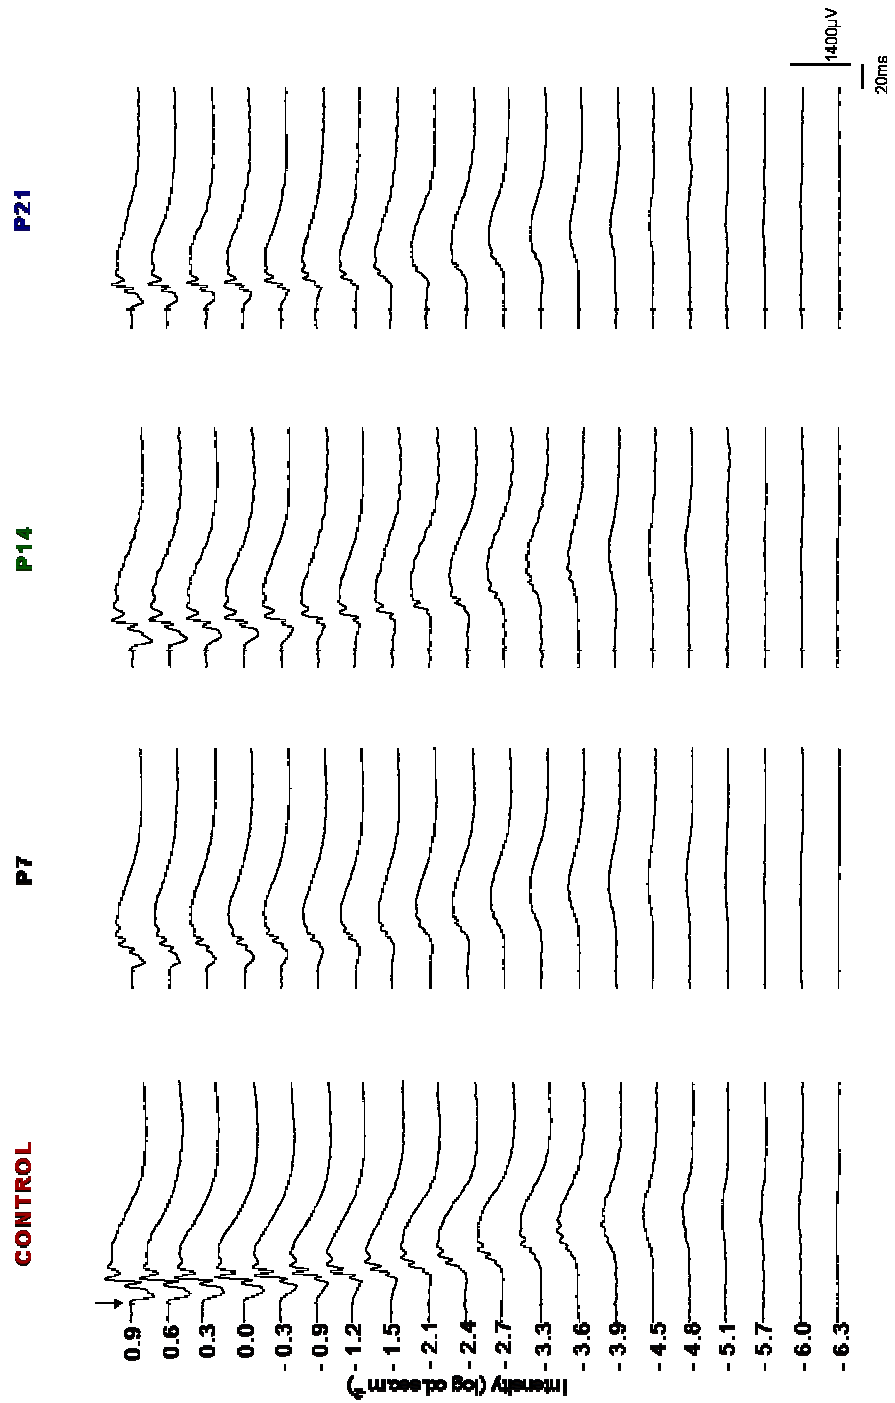 CONTROL
P7
P14
P21
Intensity (log cd.sec.m⁻²)
0.9
0.6
0.3
0.0
- 0.3
- 0.9
- 1.2
- 1.5
- 2.1
- 2.4
- 2.7
- 3.3
- 3.6
- 3.9
- 4.5
- 4.8
- 5.1
- 5.7
- 6.0
- 6.3
1400µV
20ms